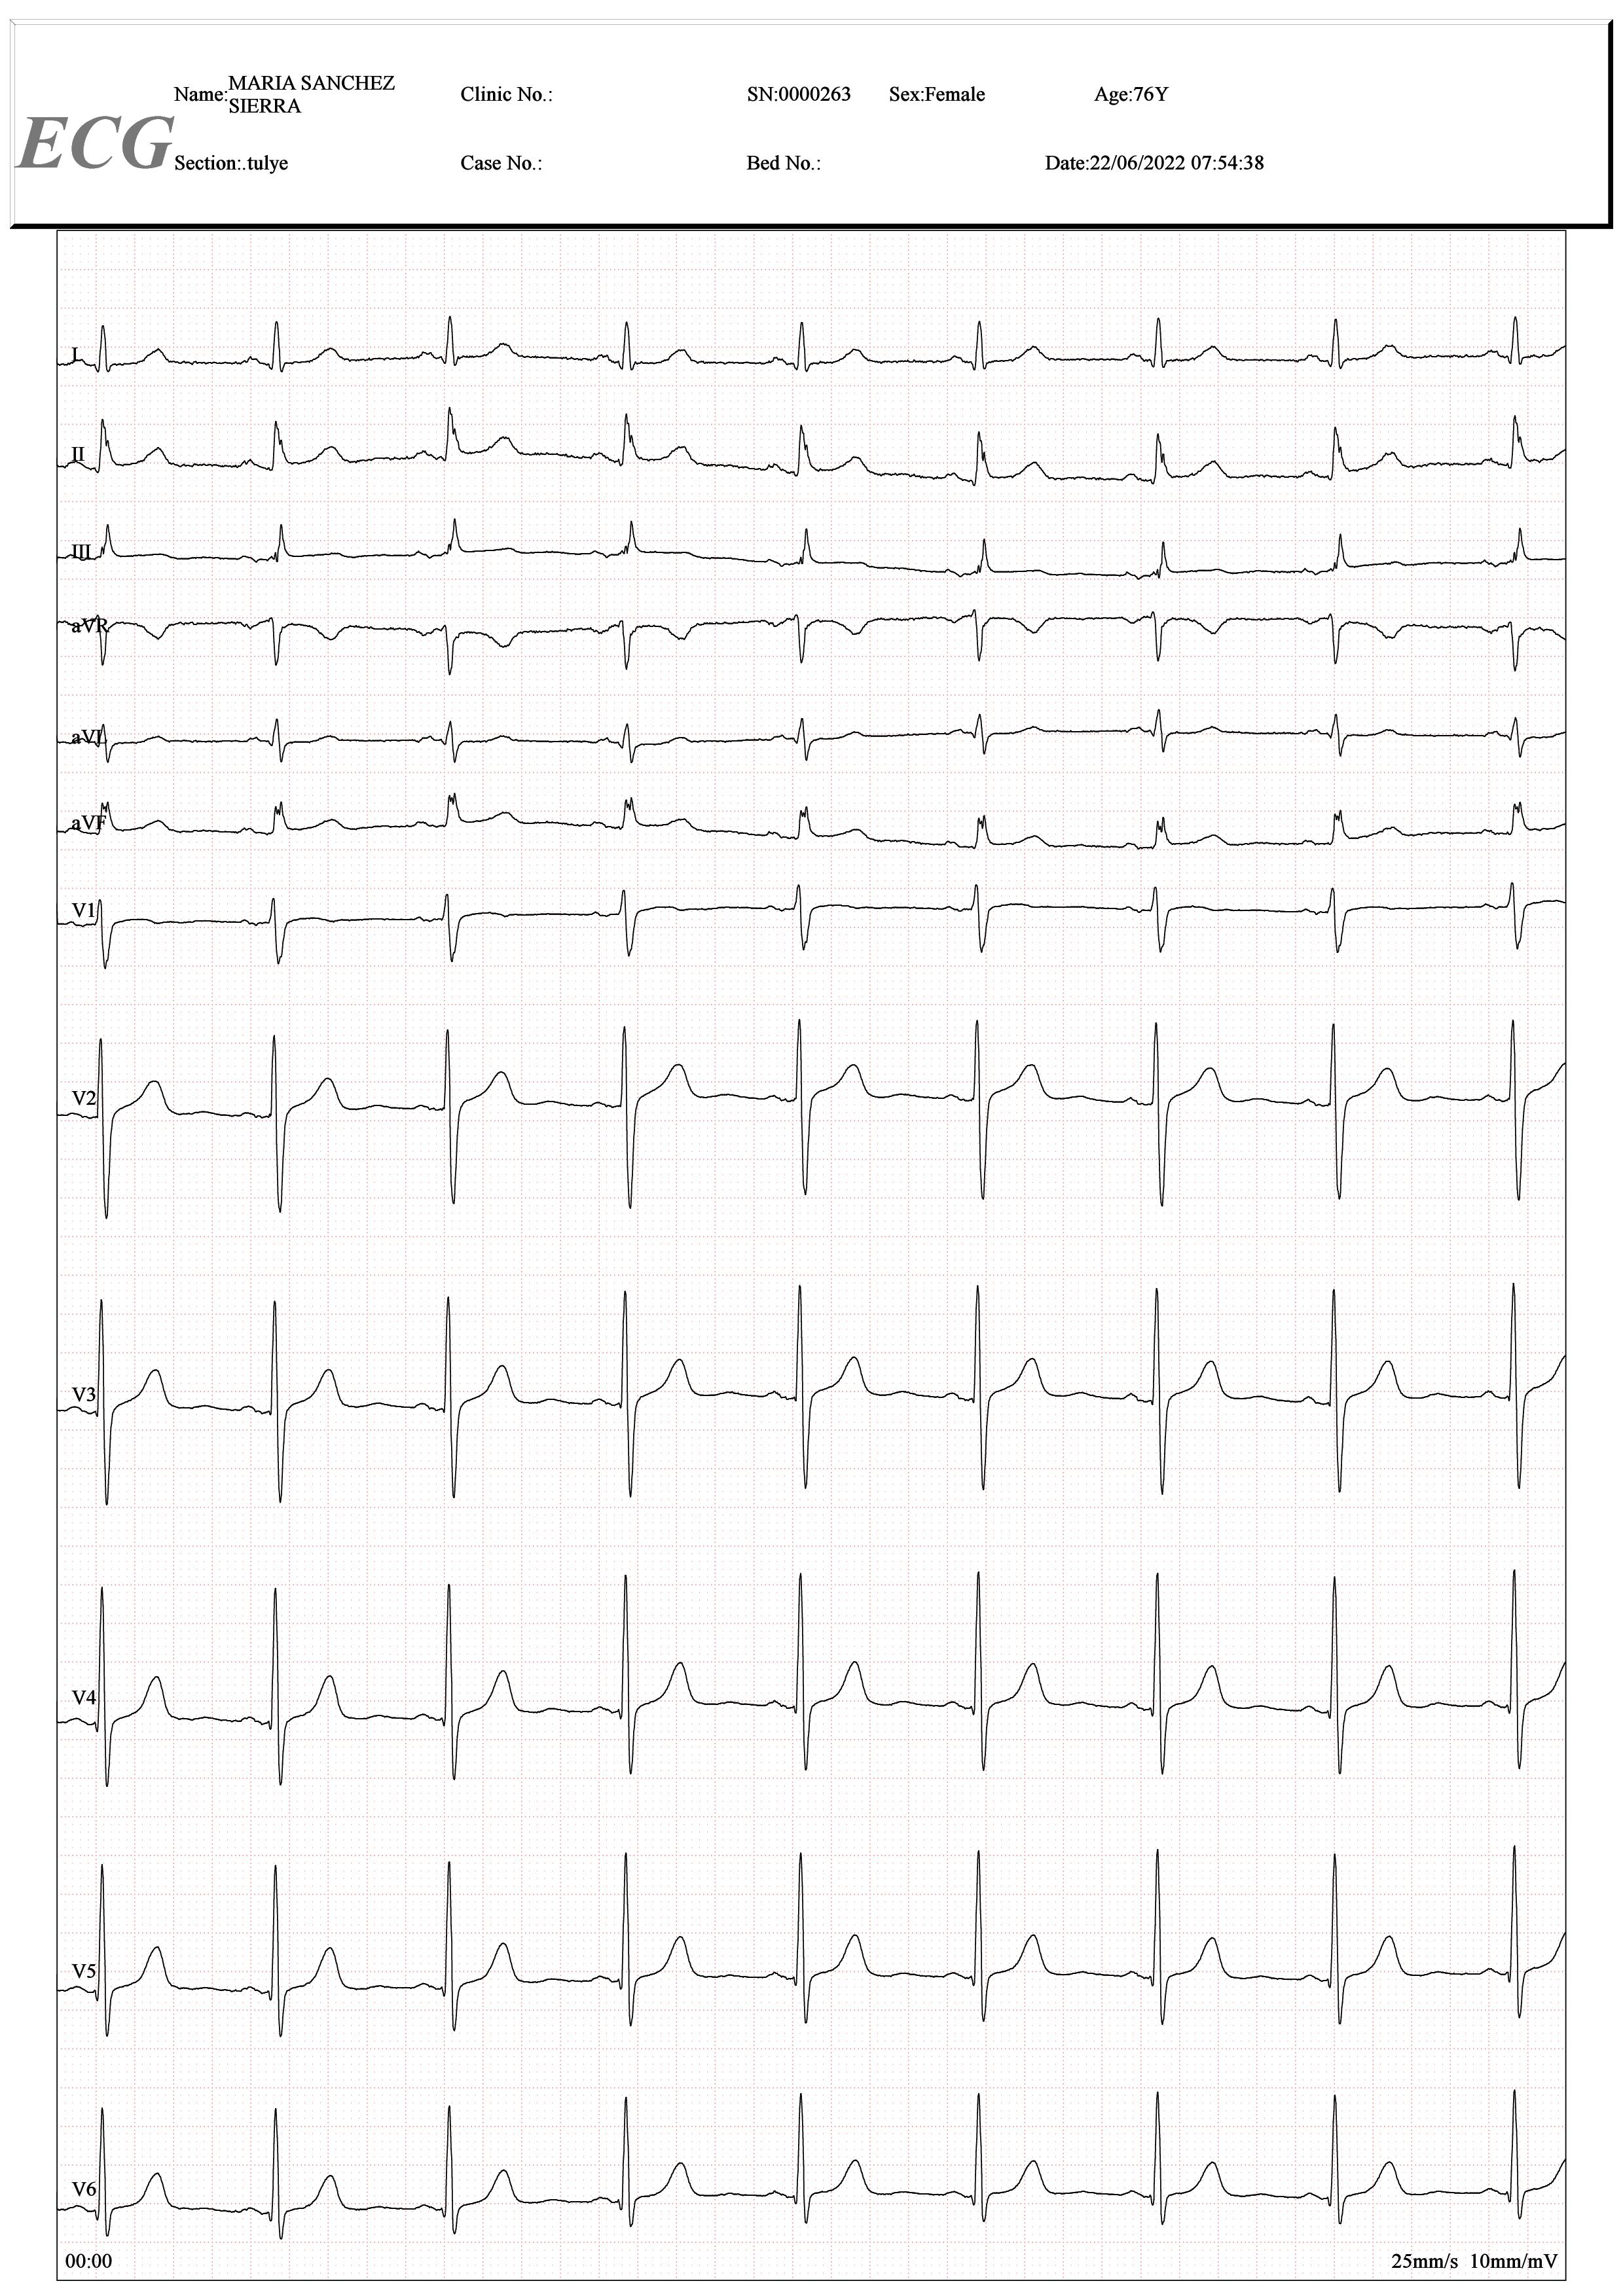 ECG
Name:MARIA SANCHEZ SIERRA Clinic No.: SN:0000263 Sex:Female Age:76Y
Section:.tulye Case No.: Bed No.: Date:22/06/2022 07:54:38
I
II
III
aVR
aVL
aVF
V1
V2
V3
V4
V5
V6
00:00 25mm/s 10mm/mV